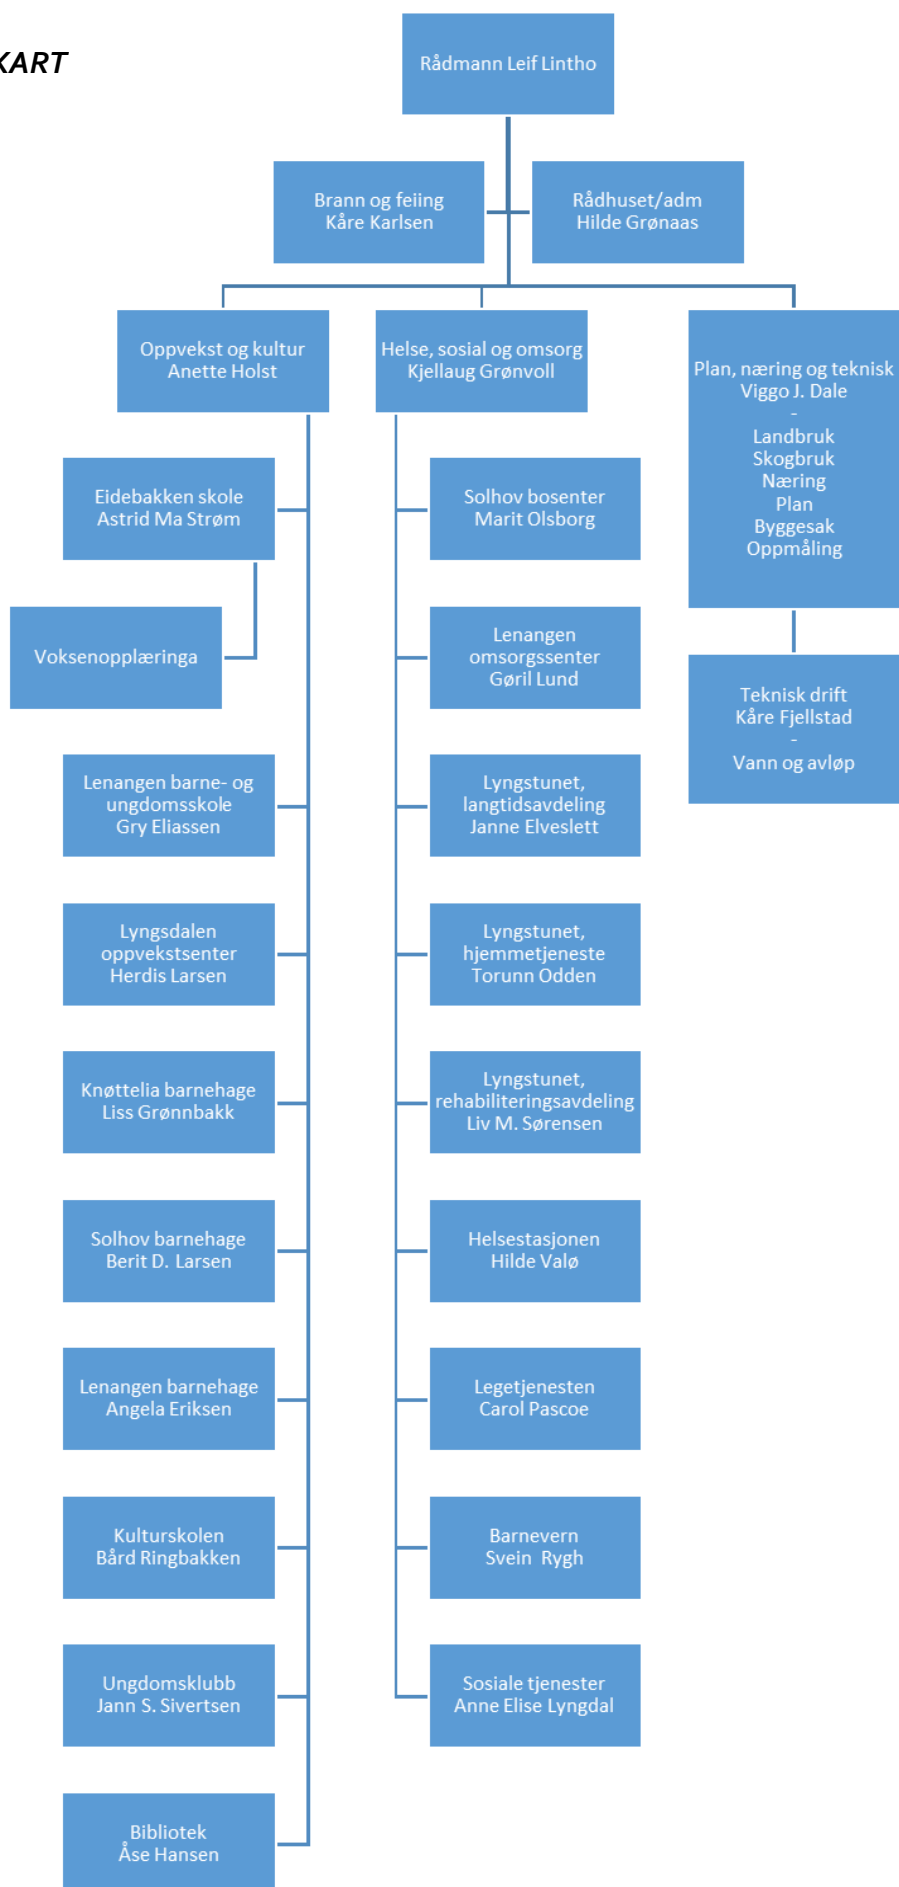 KART
Rådmann Leif Lintho
Brann og feiing
Kåre Karlsen
Rådhuset/adm
Hilde Grønaas
Oppvekst og kultur
Anette Holst
Helse, sosial og omsorg
Kjellaug Grønvoll
Plan, næring og teknisk
Viggo J. Dale
-
Landbruk
Skogbruk
Næring
Plan
Byggesak
Oppmåling
Eidebakken skole
Astrid Ma Strøm
Voksenopplæringa
Lenangen barne- og
ungdomsskole
Gry Eliassen
Lyngsdalen
oppvekstsenter
Herdis Larsen
Knøttelia barnehage
Liss Grønnbakk
Solhov barnehage
Berit D. Larsen
Lenangen barnehage
Angela Eriksen
Kulturskolen
Bård Ringbakken
Ungdomsklubb
Jann S. Sivertsen
Bibliotek
Åse Hansen
Solhov bosenter
Marit Olsborg
Lenangen
omsorgssenter
Gøril Lund
Lyngstunet,
langtidsavdeling
Janne Elveslett
Lyngstunet,
hjemmetjeneste
Torunn Odden
Lyngstunet,
rehabiliteringsavdeling
Liv M. Sørensen
Helsestasjonen
Hilde Valø
Legetjenesten
Carol Pascoe
Barnevern
Svein Rygh
Sosiale tjenester
Anne Elise Lyngdal
Teknisk drift
Kåre Fjellstad
-
Vann og avløp